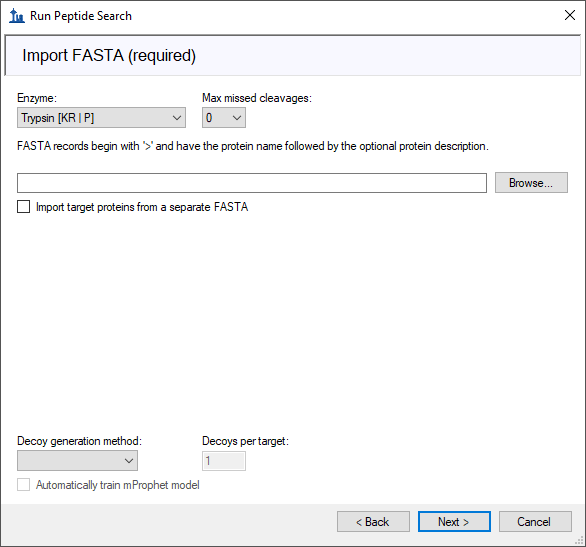 Run Peptide Search
Import FASTA (required)
Enzyme: Max missed cleavages:
Trypsin [KR | P] 0
FASTA records begin with '>' and have the protein name followed by the optional protein description.
Browse...
Import target proteins from a separate FASTA
Decoy generation method: Decoys per target:
1
Automatically train mProphet model
< Back Next > Cancel